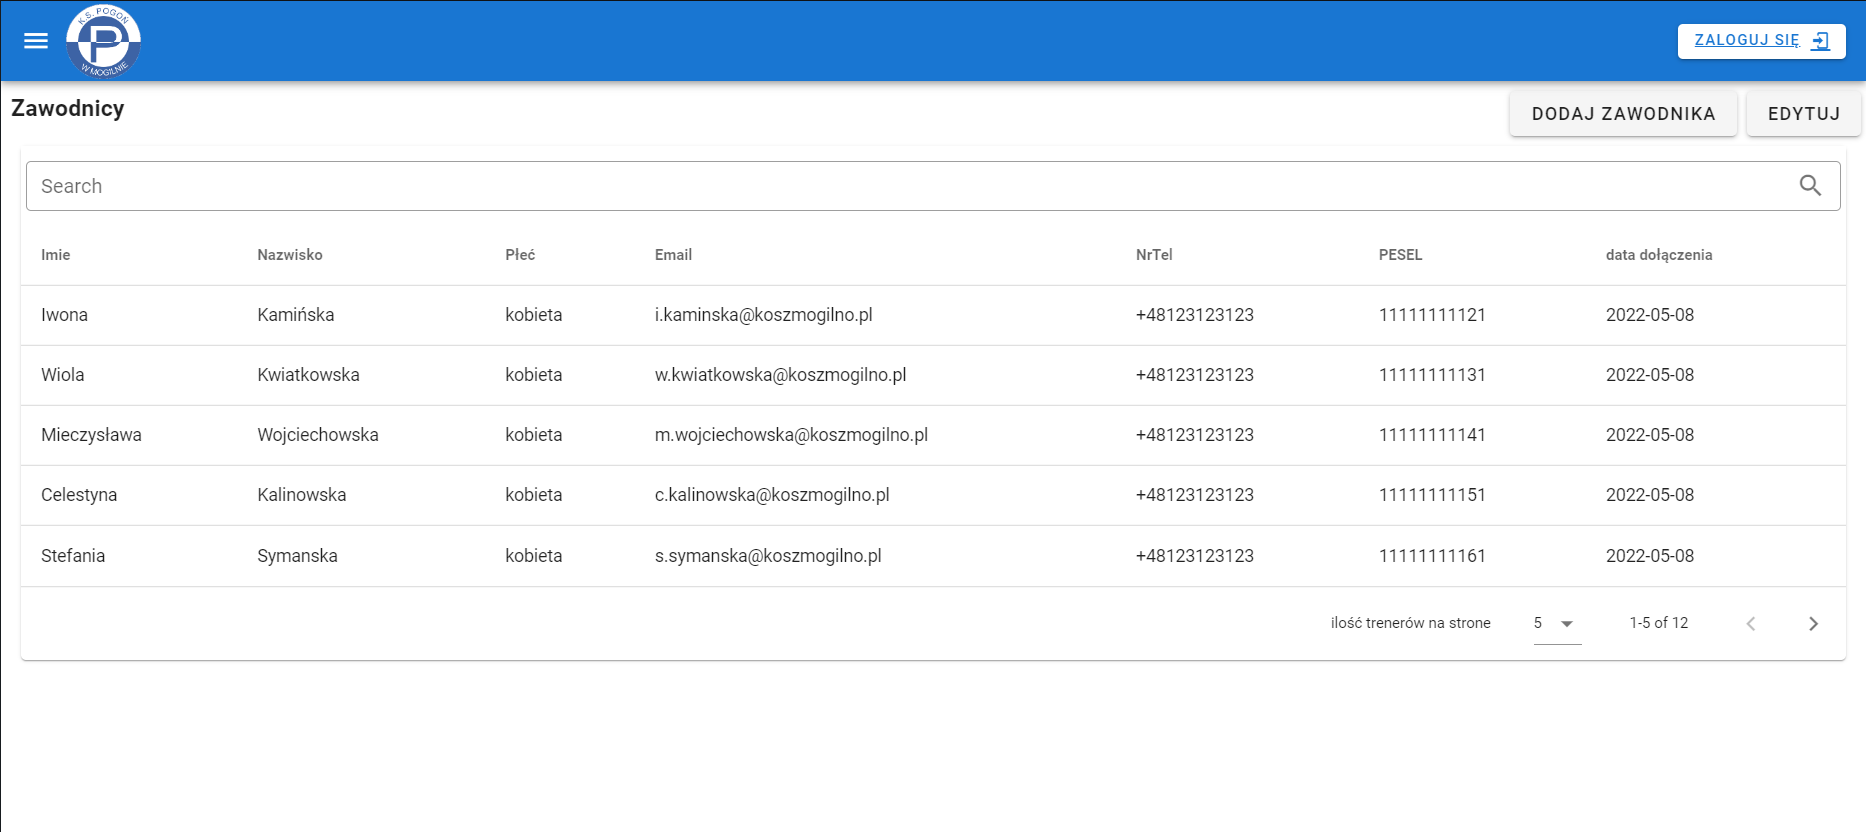 K.S. POGOŃ
P
W MOGILNIE
ZALOGUJ SIĘ
Zawodnicy
DODAJ ZAWODNIKA EDYTUJ
Search
Imie Nazwisko Płeć Email NrTel PESEL data dołączenia
Iwona Kamińska kobieta i.kaminska@koszmogilno.pl +48123123123 11111111121 2022-05-08
Wiola Kwiatkowska kobieta w.kwiatkowska@koszmogilno.pl +48123123123 11111111131 2022-05-08
Mieczysława Wojciechowska kobieta m.wojciechowska@koszmogilno.pl +48123123123 11111111141 2022-05-08
Celestyna Kalinowska kobieta c.kalinowska@koszmogilno.pl +48123123123 11111111151 2022-05-08
Stefania Symanska kobieta s.symanska@koszmogilno.pl +48123123123 11111111161 2022-05-08
ilość trenerów na strone 5 1-5 of 12